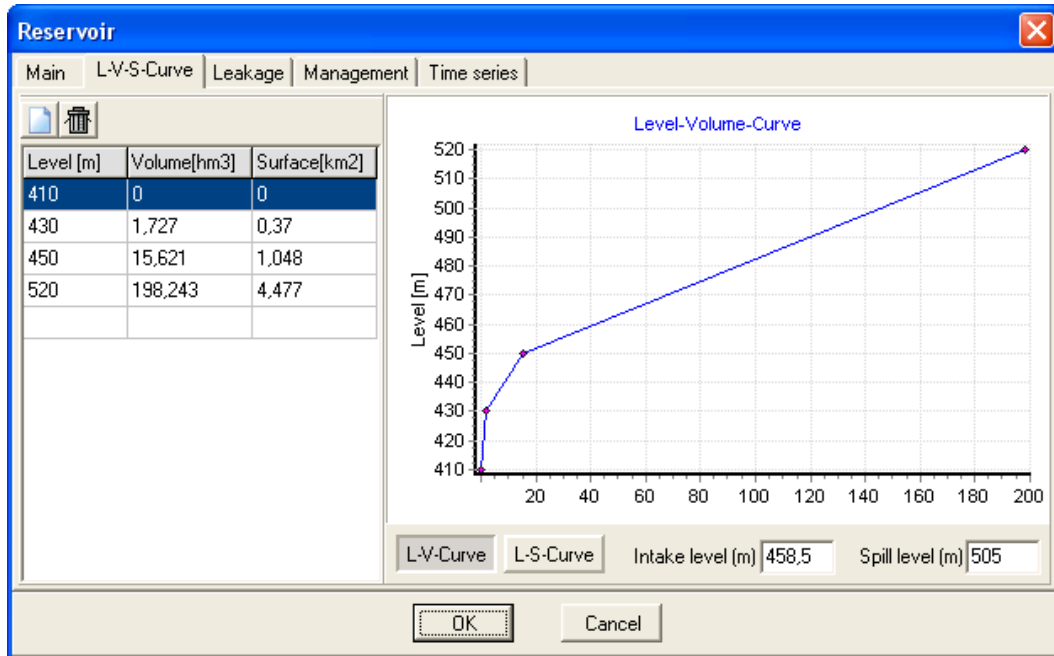 Reservoir
Main L-V-S-Curve Leakage Management Time series
Level [m] Volume[hm3] Surface[km2]
410 0 0
430 1,727 0,37
450 15,621 1,048
520 198,243 4,477
Level-Volume-Curve
520
510
500
490
480
470
460
450
440
430
420
410
Level [m]
20 40 60 80 100 120 140 160 180 200
L-V-Curve L-S-Curve Intake level (m) 458,5 Spill level (m) 505
OK Cancel